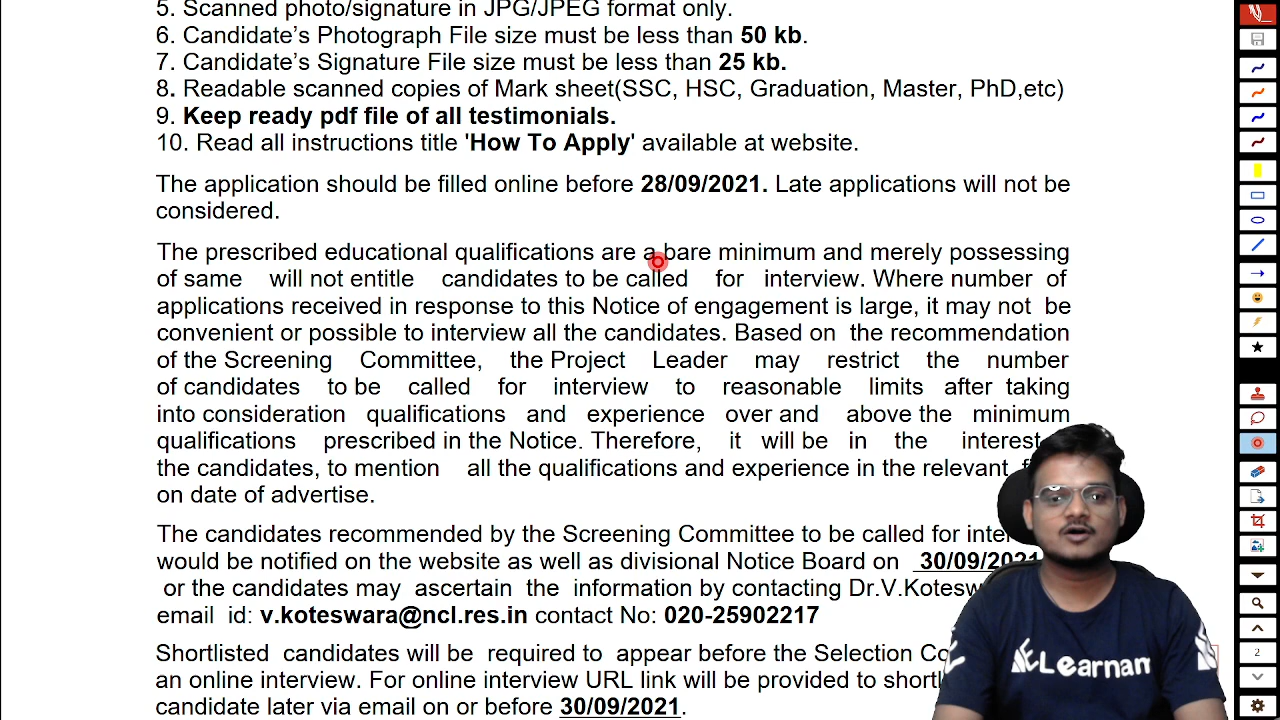 5. Scanned photo/signature in JPG/JPEG format only.
6. Candidate's Photograph File size must be less than 50 kb.
7. Candidate's Signature File size must be less than 25 kb.
8. Readable scanned copies of Mark sheet(SSC, HSC, Graduation, Master, PhD,etc)
9. Keep ready pdf file of all testimonials.
10. Read all instructions title 'How To Apply' available at website.
The application should be filled online before 28/09/2021. Late applications will not be
considered.
The prescribed educational qualifications are a bare minimum and merely possessing
of same will not entitle candidates to be called for interview. Where number of
applications received in response to this Notice of engagement is large, it may not be
convenient or possible to interview all the candidates. Based on the recommendation
of the Screening Committee, the Project Leader may restrict the number
of candidates to be called for interview to reasonable limits after taking
into consideration qualifications and experience over and above the minimum
qualifications prescribed in the Notice. Therefore, it will be in the interest
the candidates, to mention all the qualifications and experience in the relevant
on date of advertise.
The candidates recommended by the Screening Committee to be called for
would be notified on the website as well as divisional Notice Board on 30/09/2021
or the candidates may ascertain the information by contacting
email id: v.koteswara@ncl.res.in contact No: 020-25902217
Shortlisted candidates will be required to appear before the Selection
an online interview. For online interview URL link will be provided to
candidate later via email on or before 30/09/2021.
Learnam
2